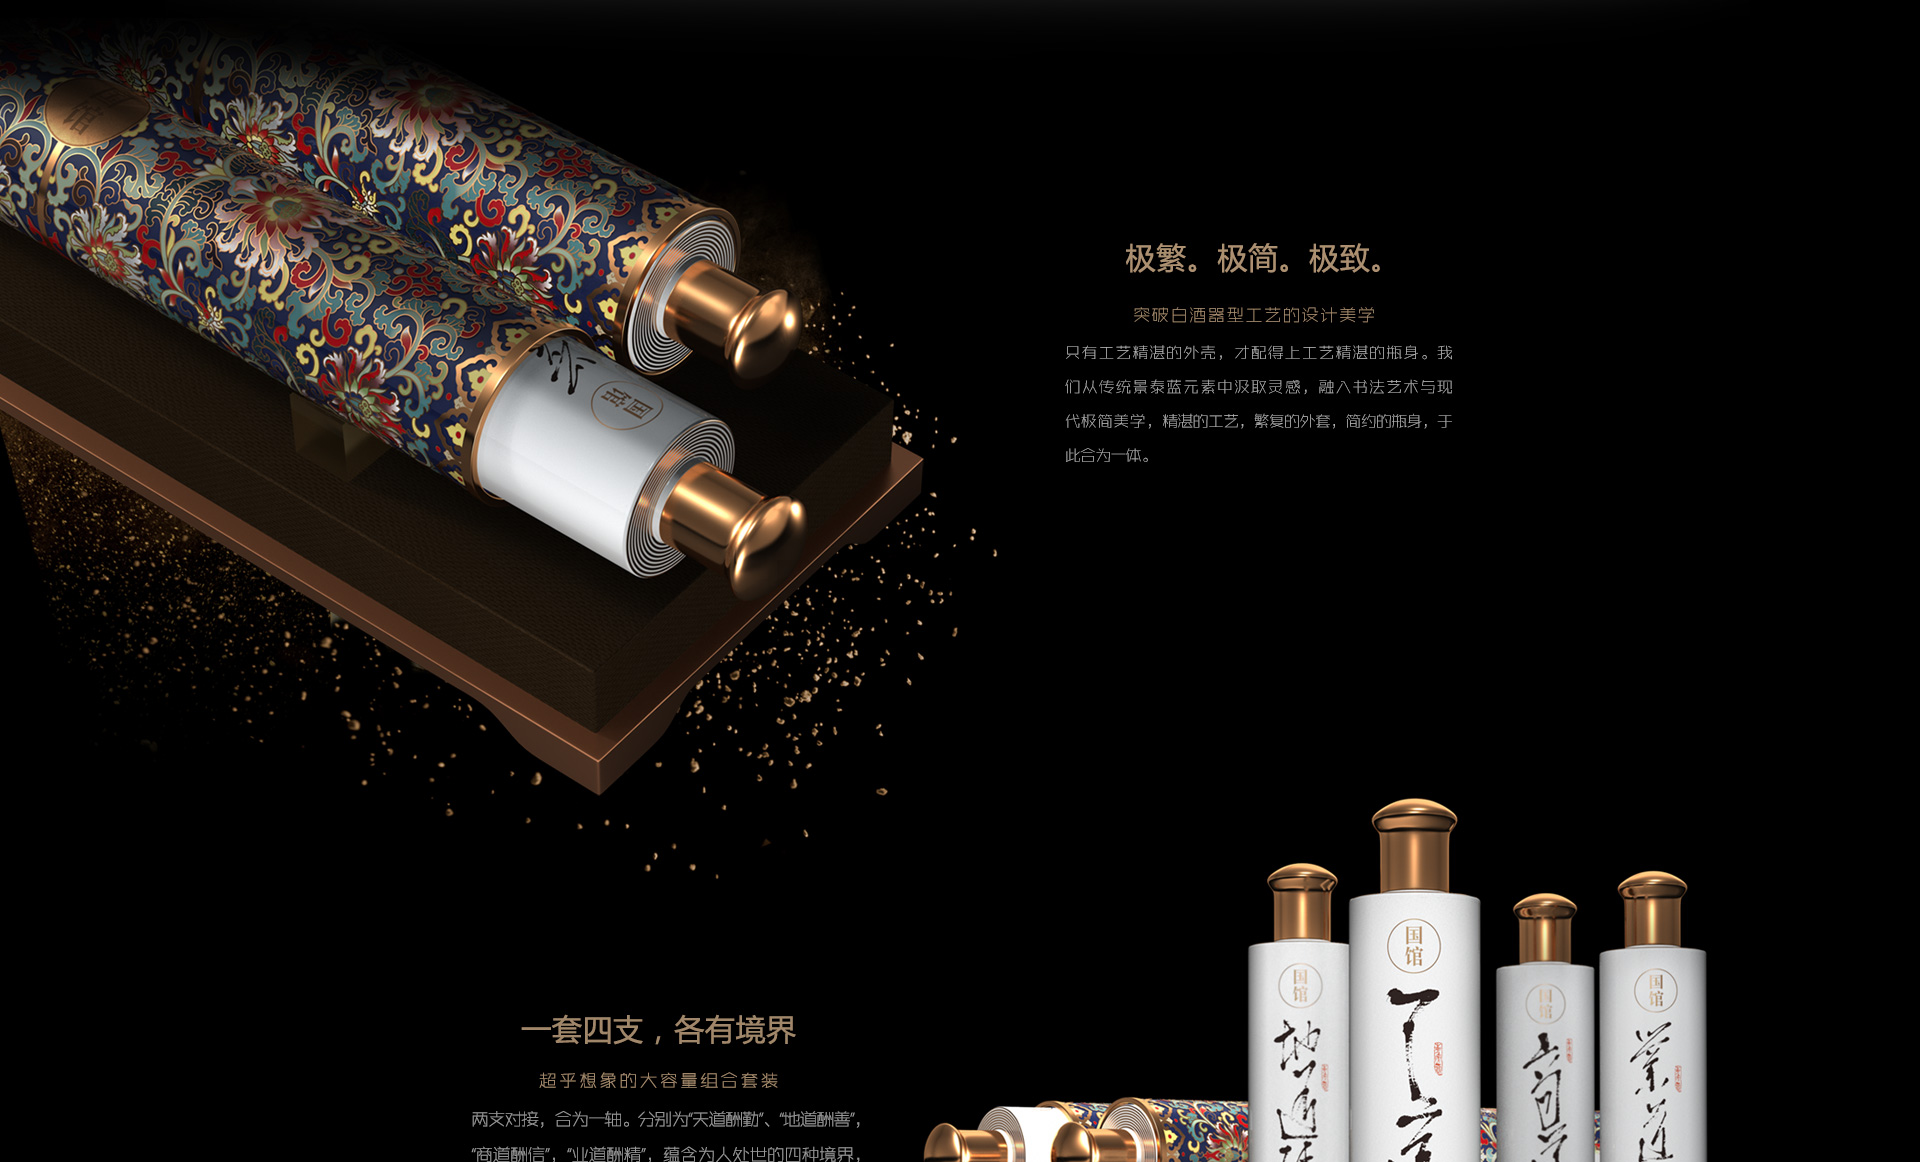 国馆
极繁。极简。极致。
突破白酒器型工艺的设计美学
只有工艺精湛的外壳，才配得上工艺精湛的瓶身。我
们从传统景泰蓝元素中汲取灵感，融入书法艺术与现
代极简美学，精湛的工艺，繁复的外套，简约的瓶身，于
此合为一体。
国馆
国馆
国馆
国馆
地道
业道
一套四支，各有境界
超乎想象的大容量组合套装
两支对接，合为一轴。分别为“天道酬勤”、“地道酬善”，
“商道酬信”，“业道酬精”，蕴含为人处世的四种境界，